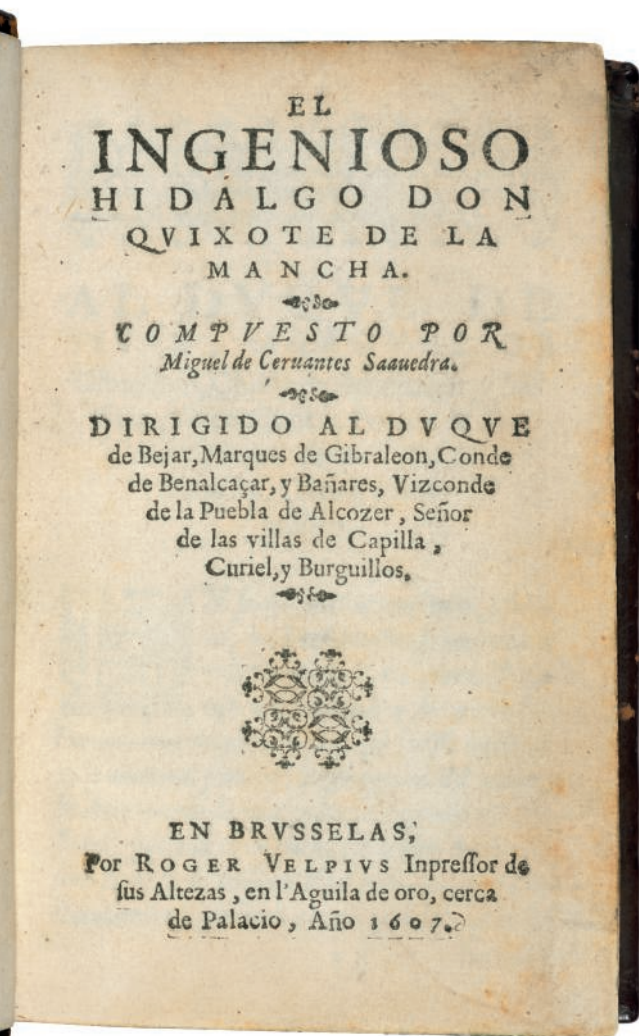 EL
INGENIOSO
HIDALGO DON
QVIXOTE DE LA
MANCHA.
COMPVESTO POR
Miguel de Ceruantes Saauedra.
DIRIGIDO AL DVQVE
de Bejar, Marques de Gibraleon, Conde
de Benalcaçar, y Bañares, Vizconde
de la Puebla de Alcozer, Señor
de las villas de Capilla,
Curiel, y Burguillos.
EN BRVSSELAS,
Por ROGER VELPIVS Inpreſſor de
ſus Altezas, en l'Aguila de oro, cerca
de Palacio, Año 1607.